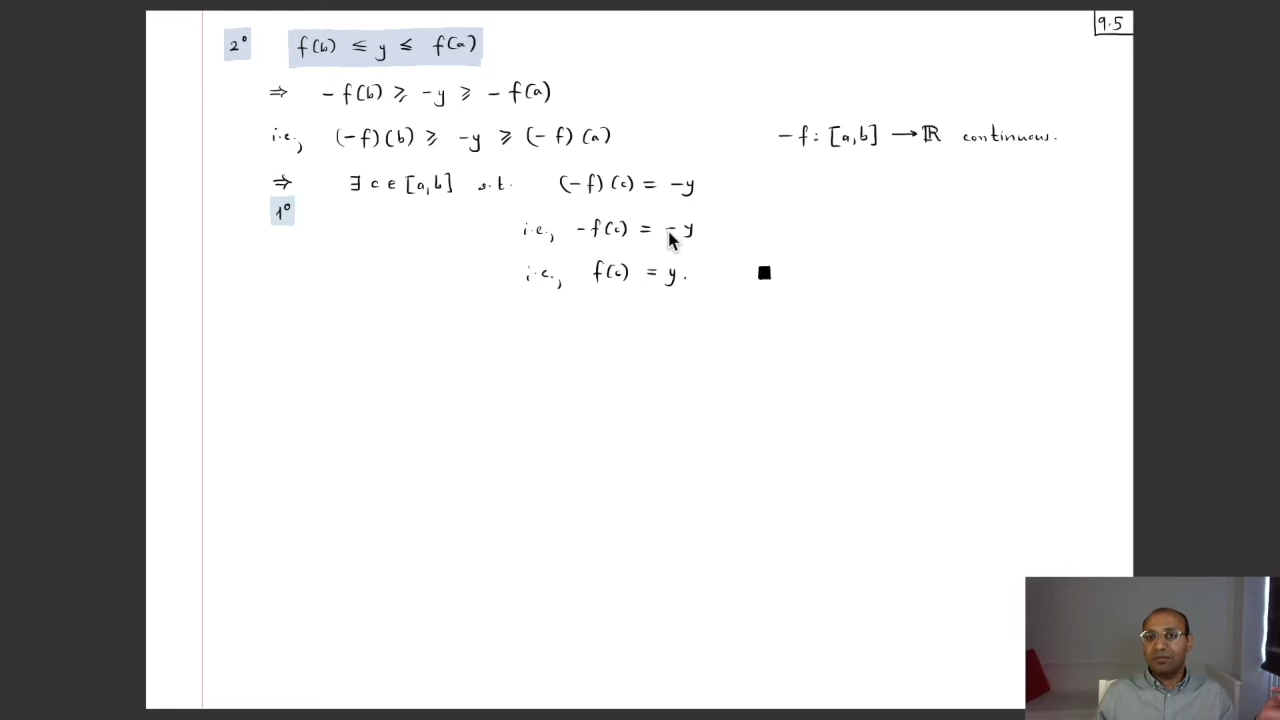 9.5
2° f(b) ≤ y ≤ f(a)
⇒ - f(b) ≥ -y ≥ - f(a)
i.e., (-f)(b) ≥ -y ≥ (-f)(a) -f : [a,b] → ℝ continuous.
⇒ ∃ c ∈ [a,b] s.t. (-f)(c) = -y
1°
i.e., -f(c) = -y
i.e., f(c) = y. ■